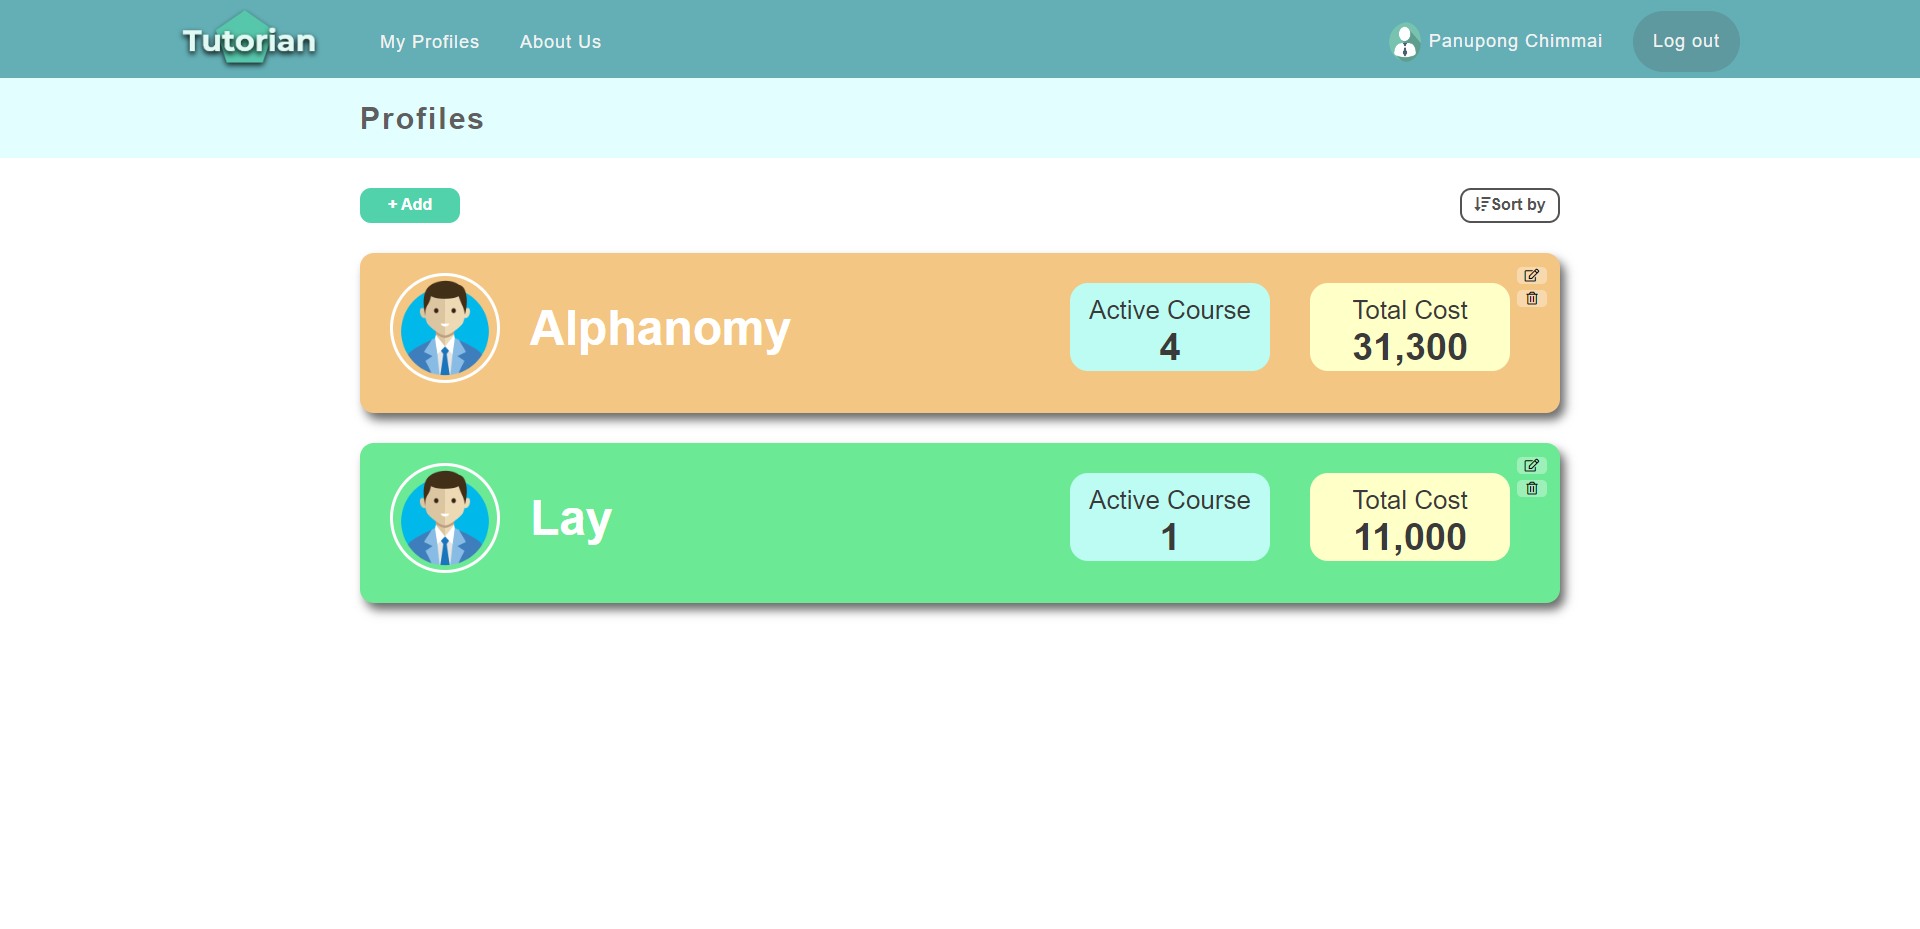 Tutorian
My Profiles
About Us
Panupong Chimmai
Log out
Profiles
+ Add
Sort by
Alphanomy
Active Course
4
Total Cost
31,300
Lay
Active Course
1
Total Cost
11,000